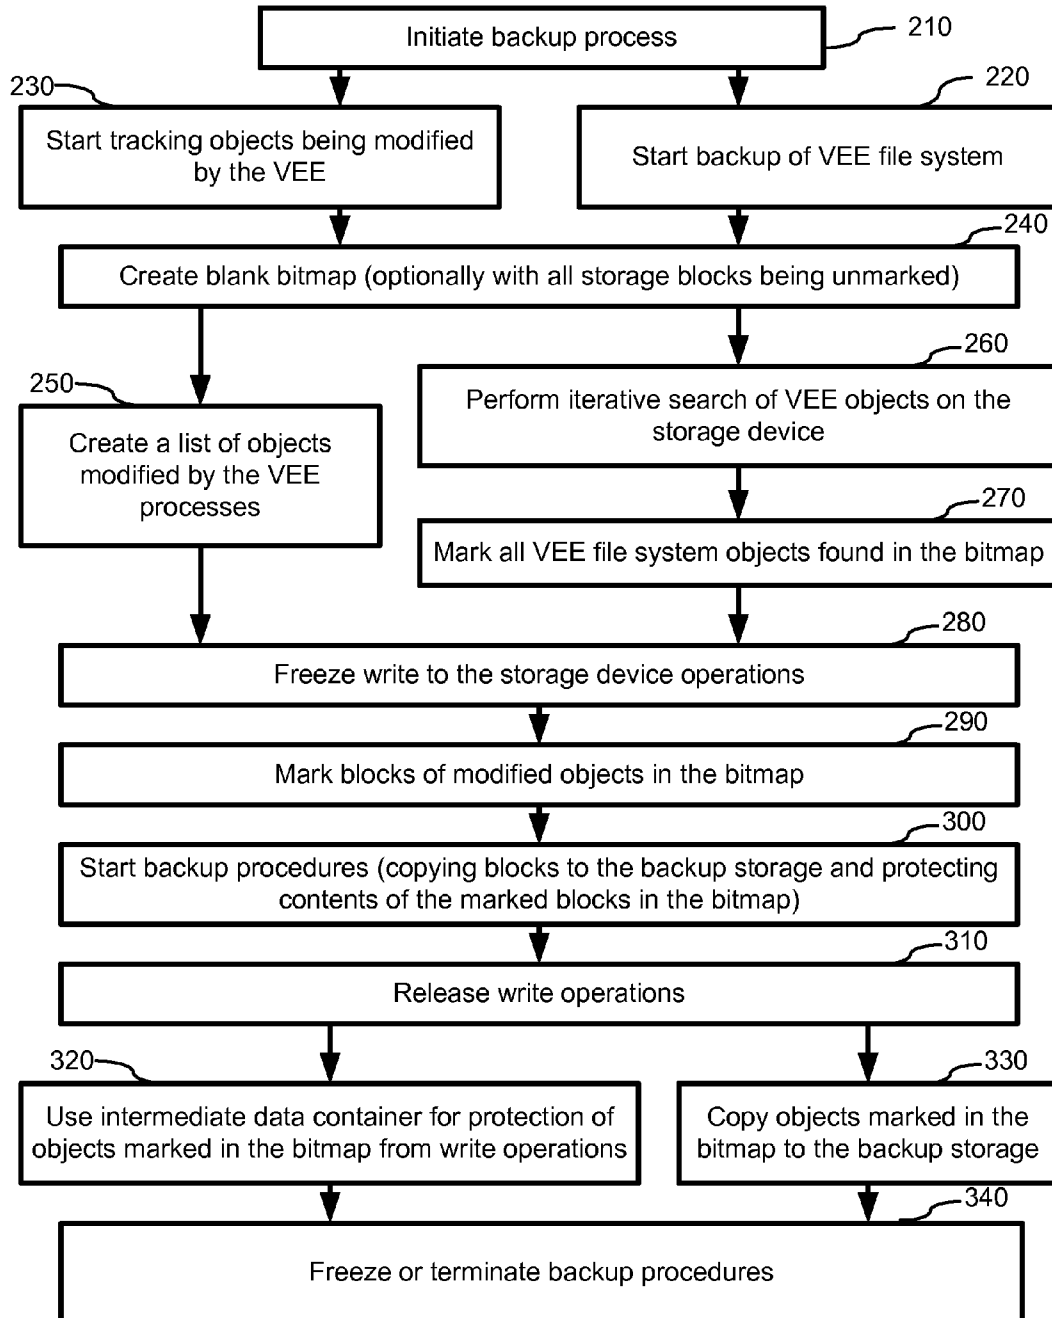 Initiate backup process
210
230
220
Start tracking objects being modified
by the VEE
Start backup of VEE file system
240
Create blank bitmap (optionally with all storage blocks being unmarked)
260
250
Perform iterative search of VEE objects on the
storage device
Create a list of objects
modified by the VEE
processes
270
Mark all VEE file system objects found in the bitmap
280
Freeze write to the storage device operations
290
Mark blocks of modified objects in the bitmap
300
Start backup procedures (copying blocks to the backup storage and protecting
contents of the marked blocks in the bitmap)
310
Release write operations
320
330
Use intermediate data container for protection of
objects marked in the bitmap from write operations
Copy objects marked in the
bitmap to the backup storage
340
Freeze or terminate backup procedures